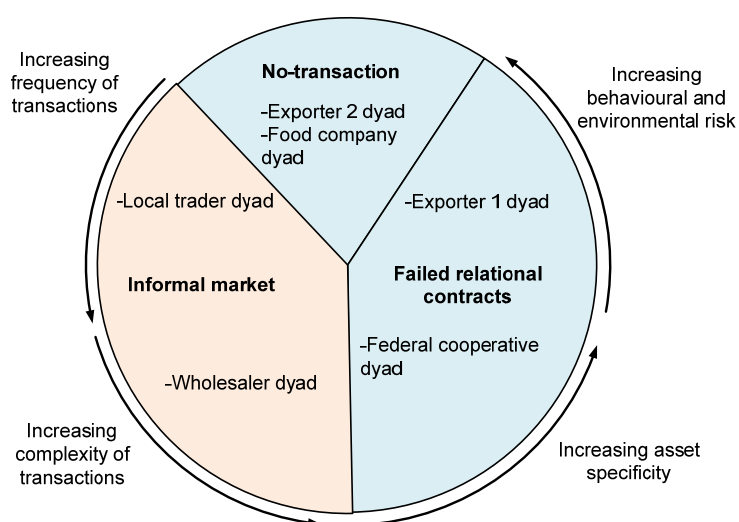 Increasing
frequency of
transactions
No-transaction
-Exporter 2 dyad
-Food company
dyad
Increasing
behavioural and
environmental risk
-Local trader dyad
-Exporter 1 dyad
Informal market
Failed relational
contracts
-Federal cooperative
dyad
-Wholesaler dyad
Increasing
complexity of
transactions
Increasing asset
specificity